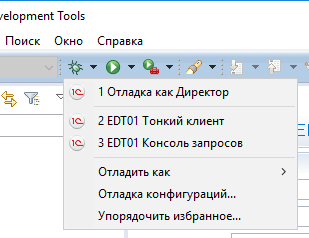 velopment Tools
Поиск Окно Справка
1 Отладка как Директор
2 EDT01 Тонкий клиент
3 EDT01 Консоль запросов
Отладить как
Отладка конфигураций...
Упорядочить избранное...